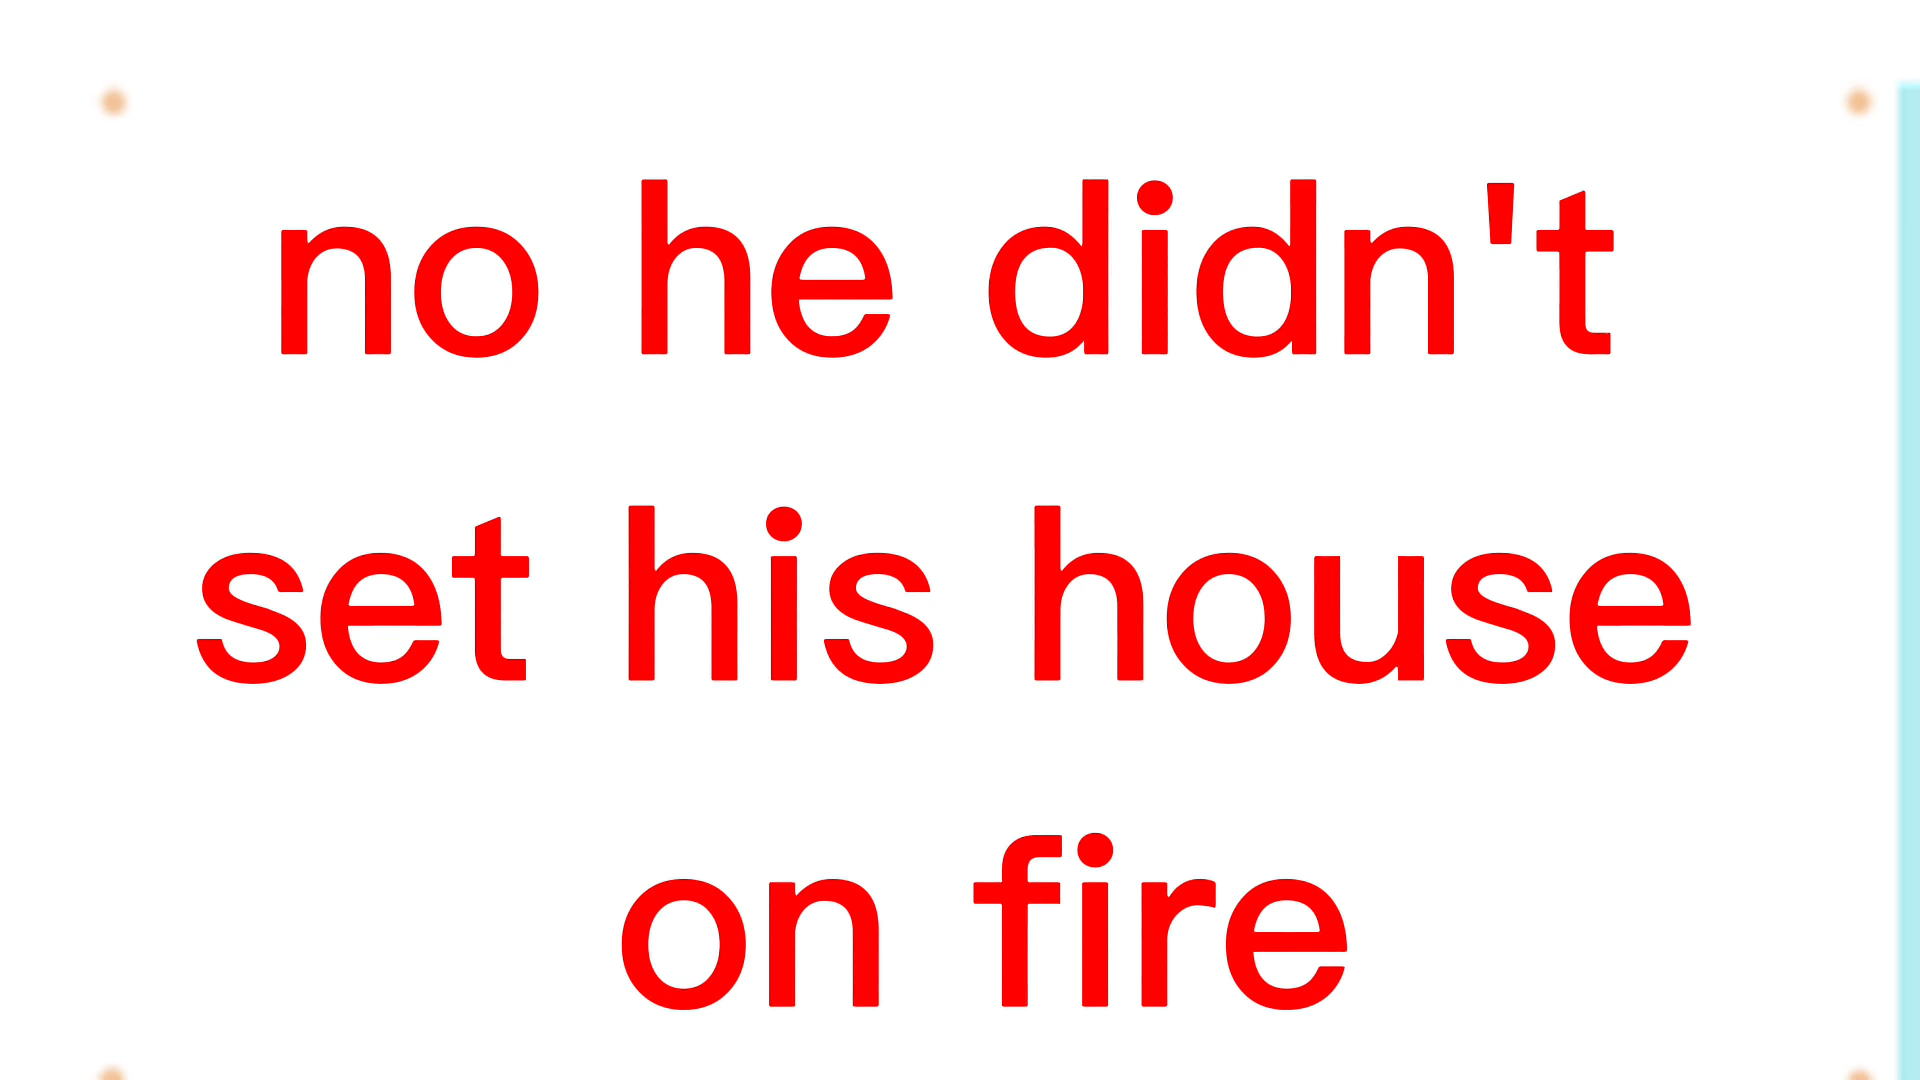 no he didn't
set his house
on fire